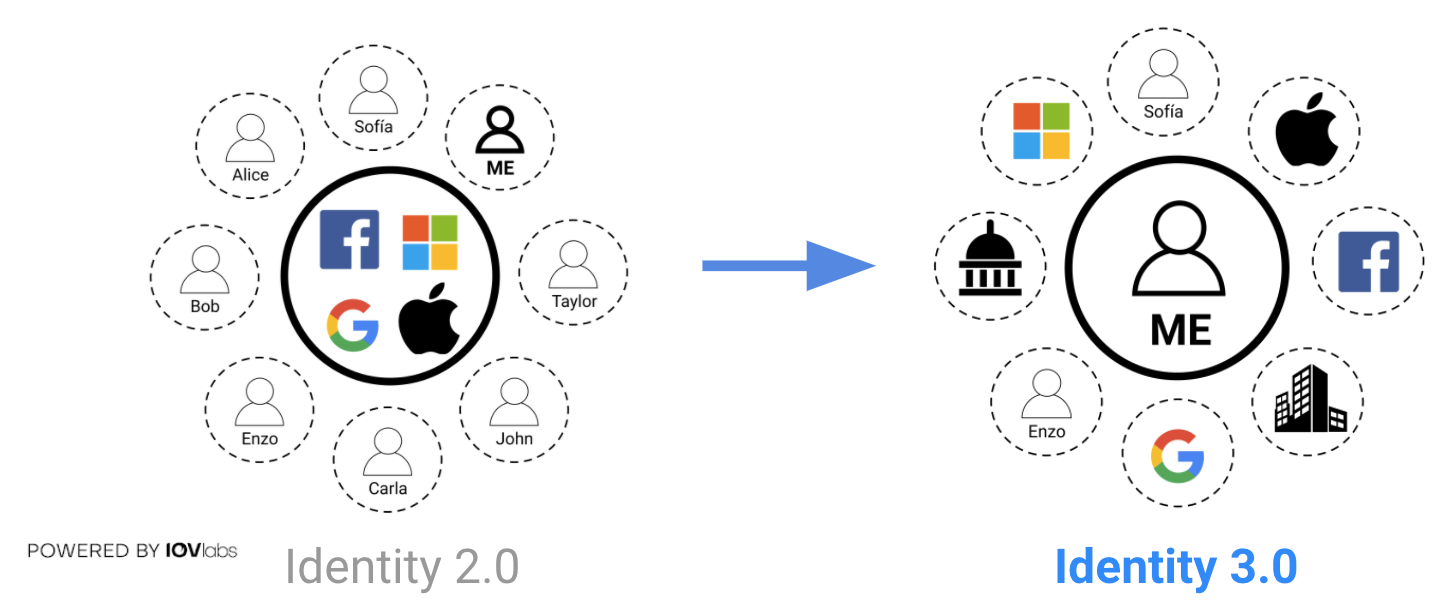 Sofía
Alice
ME
Bob
Taylor
Enzo
John
Carla
POWERED BY IOVlabs
Identity 2.0
Sofía
ME
Enzo
Identity 3.0